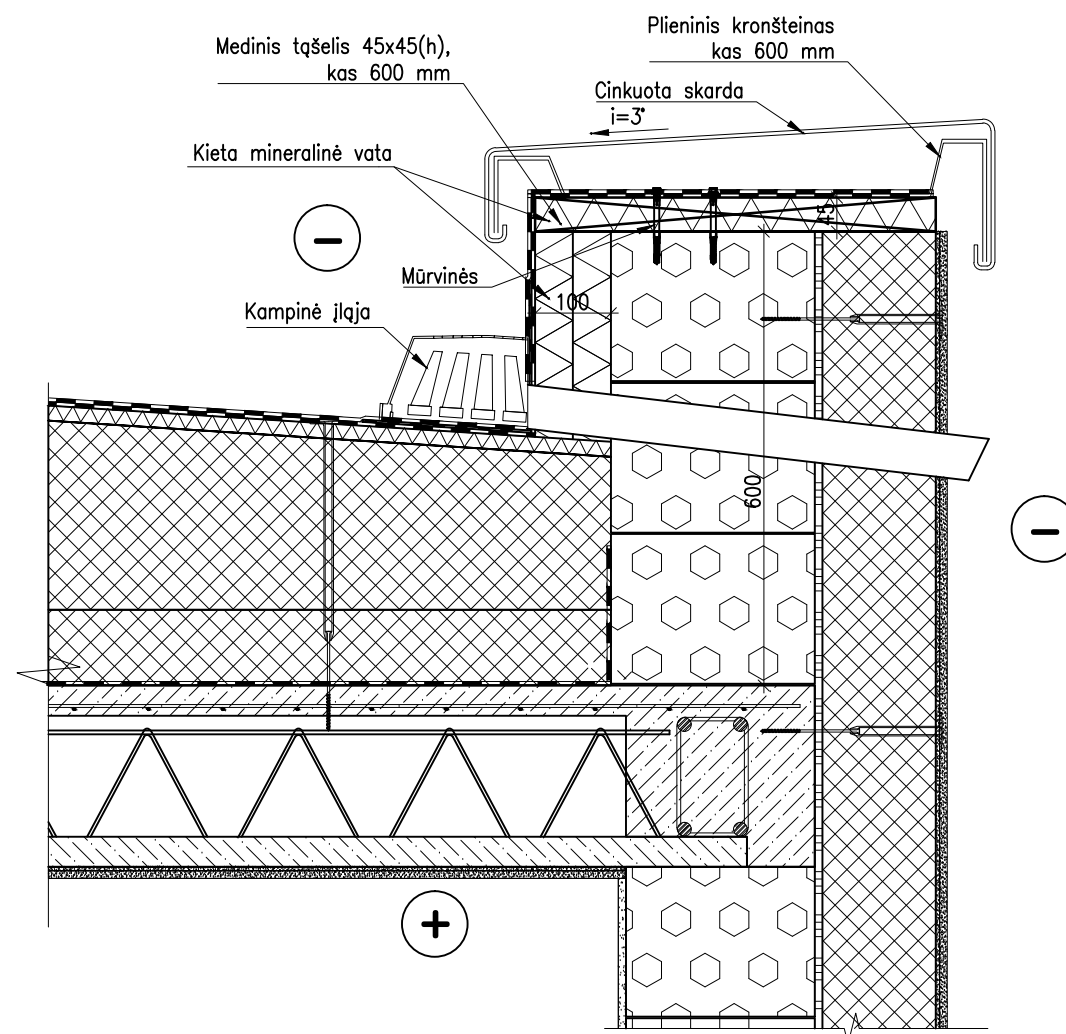 Plieninis kronšteinas
kas 600 mm
Medinis tąšelis 45x45(h),
kas 600 mm
Cinkuota skarda
i=3°
Kieta mineralinė vata
45
Mūrvinės
100
Kampinė įląja
600